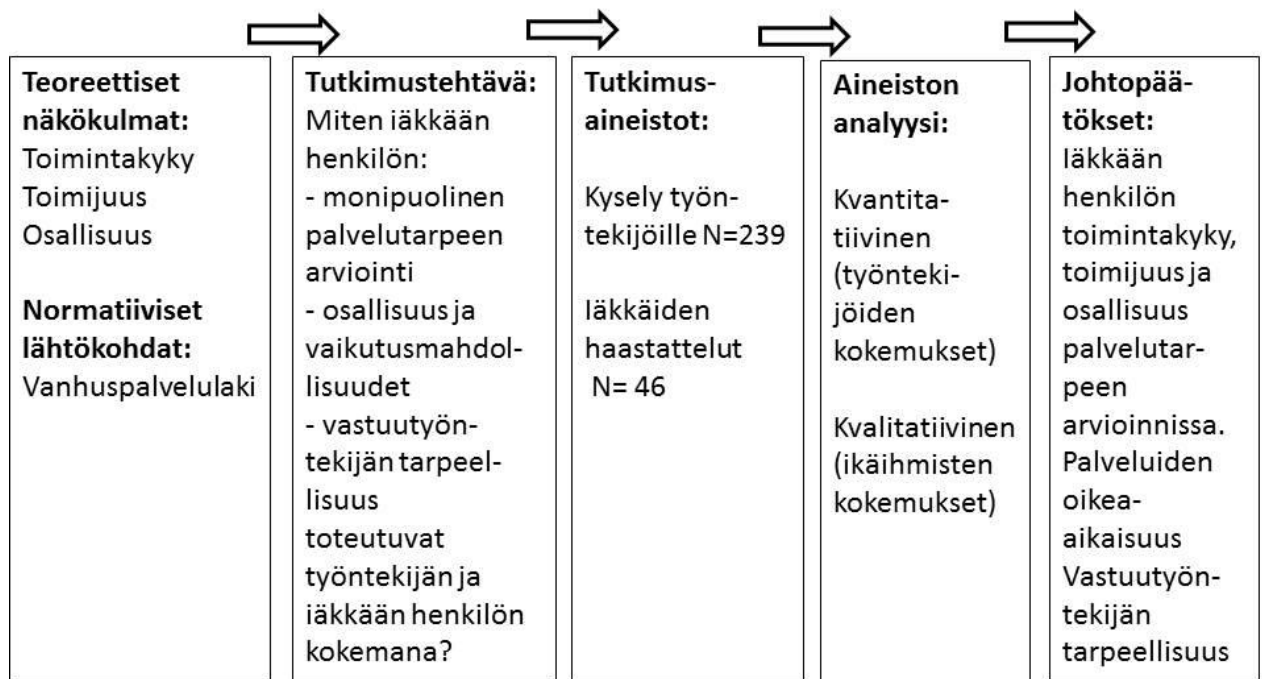 Teoreettiset
näkökulmat:
Toimintakyky
Toimijuus
Osallisuus
Normatiiviset
lähtökohdat:
Vanhuspalvelulaki
Tutkimustehtävä:
Miten iäkkään
henkilön:
- monipuolinen
palvelutarpeen
arviointi
- osallisuus ja
vaikutusmahdol-
lisuudet
- vastuutyön-
tekijän tarpeel-
lisuus
toteutuvat
työntekijän ja
iäkkään henkilön
kokemana?
Tutkimus-
aineistot:
Kysely työn-
tekijöille N=239
Iäkkäiden
haastattelut
N= 46
Aineiston
analyysi:
Kvantita-
tiivinen
(työnteki-
jöiden
kokemukset)
Kvalitatiivinen
(ikäihmisten
kokemukset)
Johtopää-
tökset:
Iäkkään
henkilön
toimintakyky,
toimijuus ja
osallisuus
palvelutar-
peen
arvioinnissa.
Palveluiden
oikea-
aikaisuus
Vastuutyön-
tekijän
tarpeellisuus